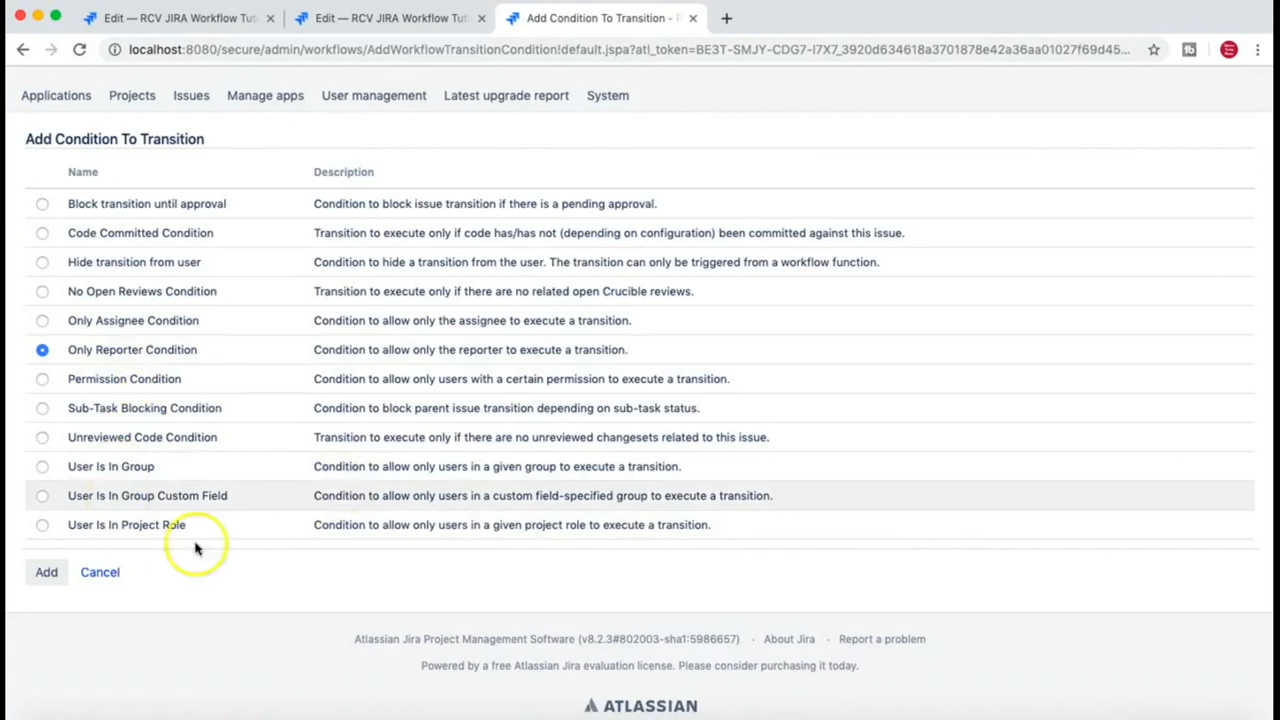 Edit — RCV JIRA Workflow Tut
Edit — RCV JIRA Workflow Tut
Add Condition To Transition - R
localhost:8080/secure/admin/workflows/AddWorkflowTransitionCondition!default.jspa?atl_token=BE3T-SMJY-CDG7-I7X7_3920d634618a3701878e42a36aa01027f69d45...
Applications Projects Issues Manage apps User management Latest upgrade report System
Add Condition To Transition
Name Description
Block transition until approval Condition to block issue transition if there is a pending approval.
Code Committed Condition Transition to execute only if code has/has not (depending on configuration) been committed against this issue.
Hide transition from user Condition to hide a transition from the user. The transition can only be triggered from a workflow function.
No Open Reviews Condition Transition to execute only if there are no related open Crucible reviews.
Only Assignee Condition Condition to allow only the assignee to execute a transition.
Only Reporter Condition Condition to allow only the reporter to execute a transition.
Permission Condition Condition to allow only users with a certain permission to execute a transition.
Sub-Task Blocking Condition Condition to block parent issue transition depending on sub-task status.
Unreviewed Code Condition Transition to execute only if there are no unreviewed changesets related to this issue.
User Is In Group Condition to allow only users in a given group to execute a transition.
User Is In Group Custom Field Condition to allow only users in a custom field-specified group to execute a transition.
User Is In Project Role Condition to allow only users in a given project role to execute a transition.
Add Cancel
Atlassian Jira Project Management Software (v8.2.3#802003-sha1:5986657) · About Jira · Report a problem
Powered by a free Atlassian Jira evaluation license. Please consider purchasing it today.
ATLASSIAN